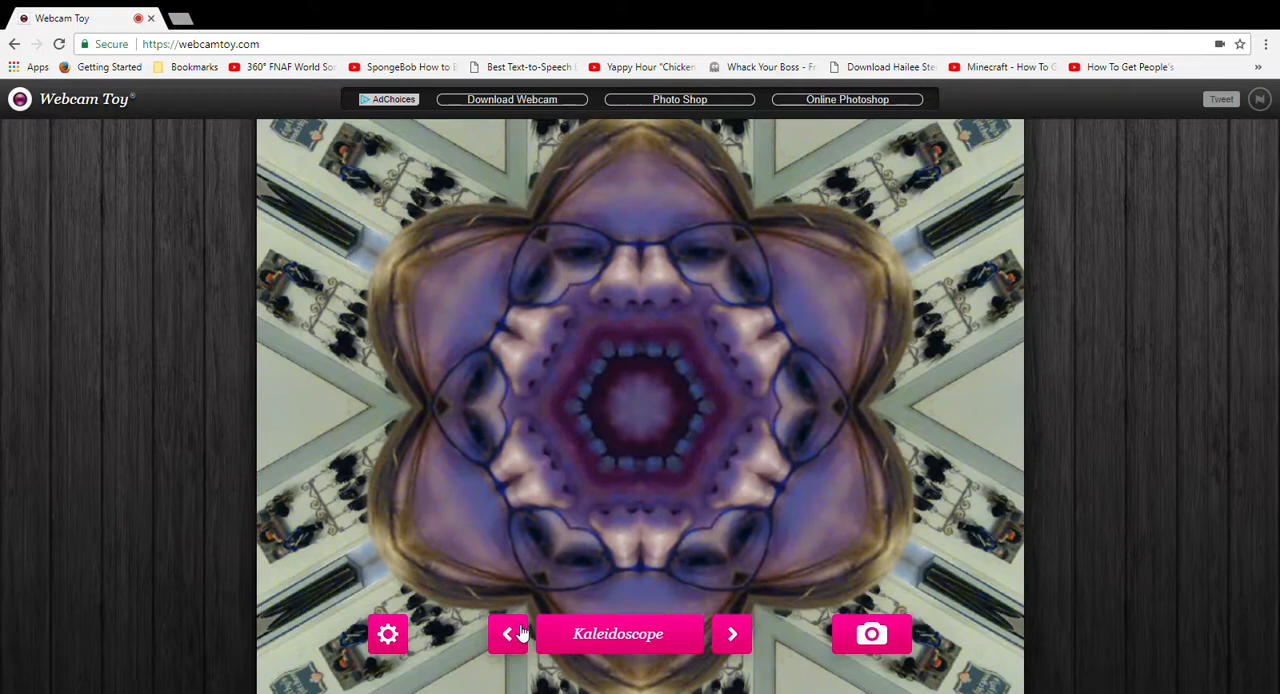 Webcam Toy
Secure https://webcamtoy.com
Apps Getting Started Bookmarks 360° FNAF World So SpongeBob How to Best Text-to-Speech Yappy Hour "Chicken Whack Your Boss - Fr Download Hailee Ste Minecraft - How To G How To Get People's »
Webcam Toy® AdChoices Download Webcam Photo Shop Online Photoshop Tweet
Kaleidoscope